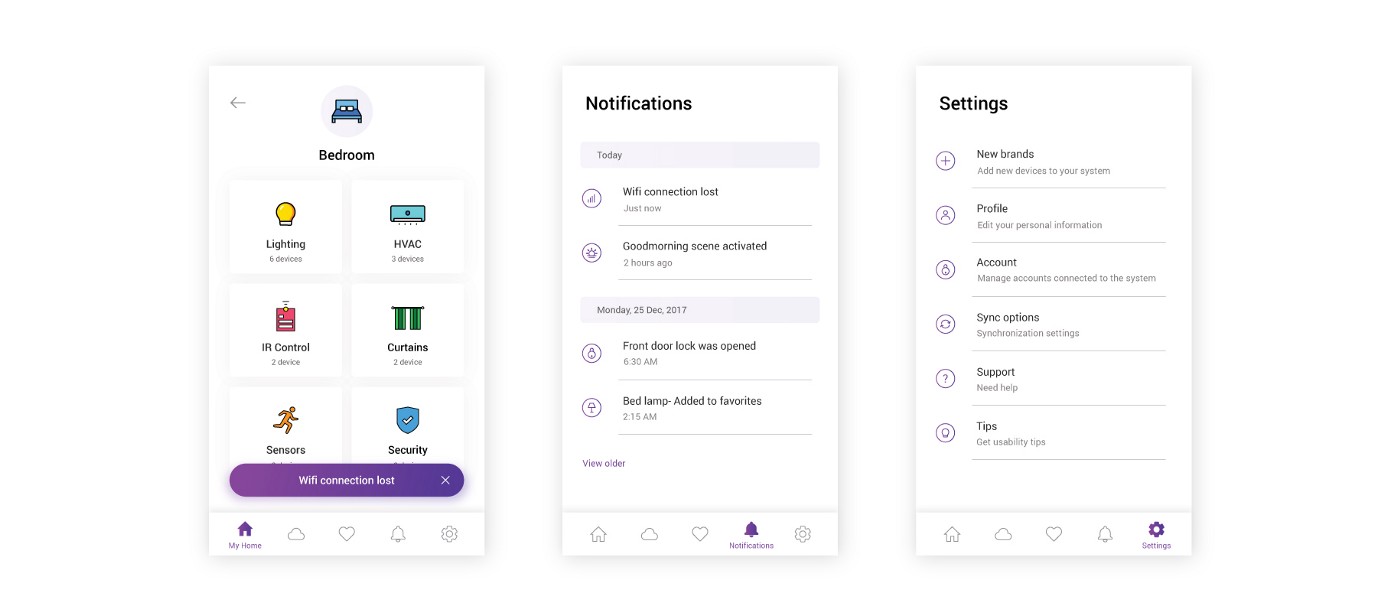 Bedroom
Lighting
6 devices
HVAC
3 devices
IR Control
2 device
Curtains
2 device
Sensors
Security
Wifi connection lost
My Home
Notifications
Today
Wifi connection lost
Just now
Goodmorning scene activated
2 hours ago
Monday, 25 Dec, 2017
Front door lock was opened
6:30 AM
Bed lamp- Added to favorites
2:15 AM
View older
Notifications
Settings
New brands
Add new devices to your system
Profile
Edit your personal information
Account
Manage accounts connected to the system
Sync options
Synchronization settings
Support
Need help
Tips
Get usability tips
Settings